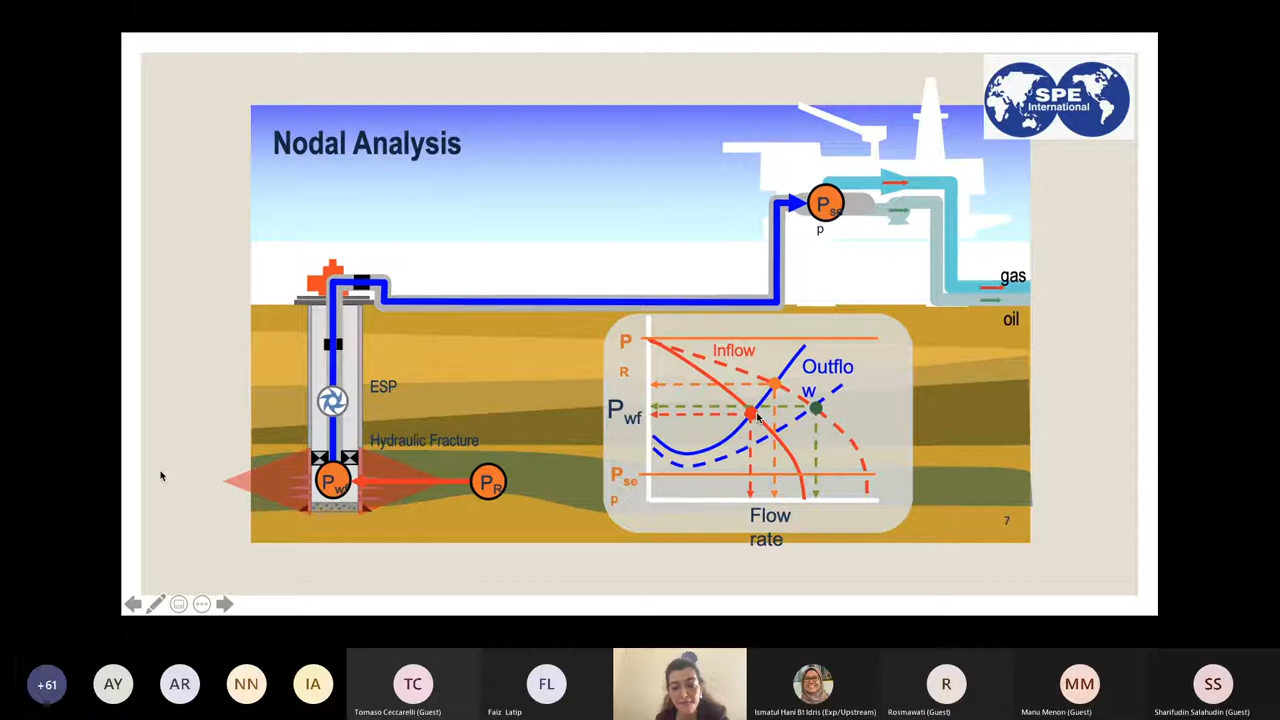 Nodal Analysis
SPE
International
P se
p
gas
oil
ESP
Hydraulic Fracture
P wf
P R
P
R
Inflow
Outflo
w
P wf
P se
p
Flow
rate
7
+61
AY
AR
NN
IA
TC
FL
R
MM
SS
Tomaso Ceccarelli (Guest)
Faiz Latip
Ismatul Hani Bt Idris (Exp/Upstream)
Rosmawati (Guest)
Manu Menon (Guest)
Sharifudin Salahudin (Guest)